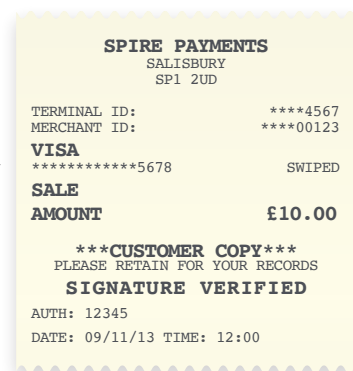 SPIRE PAYMENTS
SALISBURY
SP1 2UD
TERMINAL ID: ****4567
MERCHANT ID: ****00123
VISA
************5678 SWIPED
SALE
AMOUNT £10.00
***CUSTOMER COPY***
PLEASE RETAIN FOR YOUR RECORDS
SIGNATURE VERIFIED
AUTH: 12345
DATE: 09/11/13 TIME: 12:00